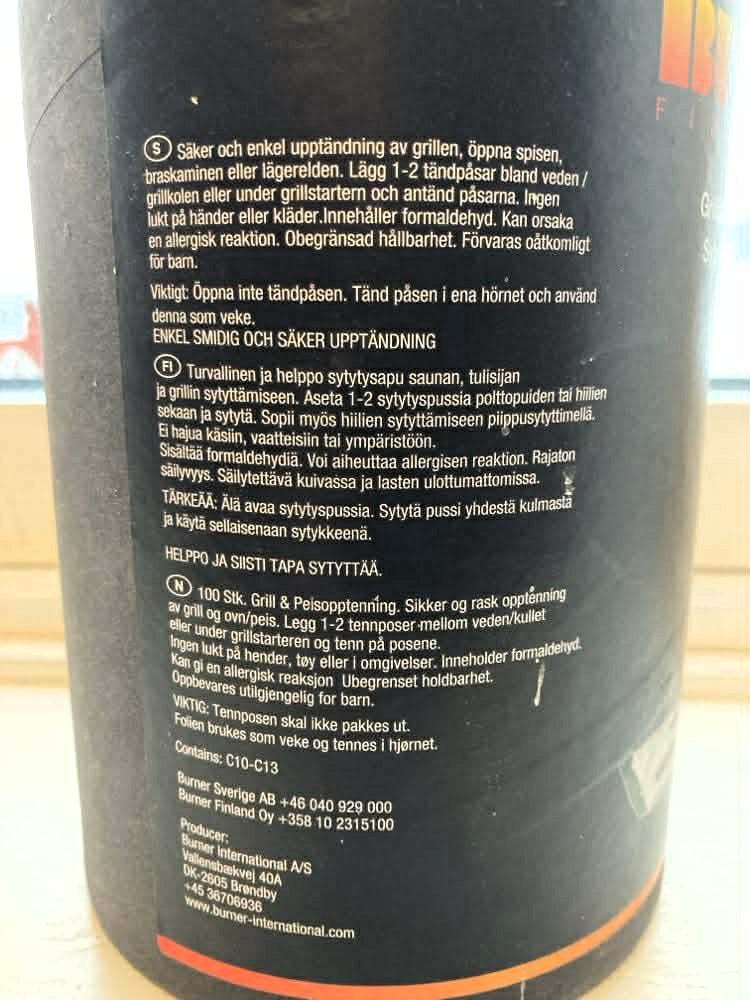 S Säker och enkel upptändning av grillen, öppna spisen,
braskaminen eller lägerelden. Lägg 1-2 tändpåsar bland veden /
grillkolen eller under grillstartern och antänd påsarna. Ingen
lukt på händer eller kläder.Innehåller formaldehyd. Kan orsaka
en allergisk reaktion. Obegränsad hållbarhet. Förvaras oåtkomligt
för barn.
Viktigt: Öppna inte tändpåsen. Tänd påsen i ena hörnet och använd
denna som veke.
ENKEL SMIDIG OCH SÄKER UPPTÄNDNING
FI Turvallinen ja helppo sytytysapu saunan, tulisijan
ja grillin sytyttämiseen. Aseta 1-2 sytytyspussia polttopuiden tai hiilien
sekaan ja sytytä. Sopii myös hiilien sytyttämiseen piippusytyttimellä.
Ei hajua käsiin, vaatteisiin tai ympäristöön.
Sisältää formaldehydiä. Voi aiheuttaa allergisen reaktion. Rajaton
säilyvyys. Säilytettävä kuivassa ja lasten ulottumattomissa.
TÄRKEÄÄ: Älä avaa sytytyspussia. Sytytä pussi yhdestä kulmasta
ja käytä sellaisenaan sytykkeenä.
HELPPO JA SIISTI TAPA SYTYTTÄÄ.
N 100 Stk. Grill & Peisopptenning. Sikker og rask opptenning
av grill og ovn/peis. Legg 1-2 tennposer mellom veden/kullet
eller under grillstarteren og tenn på posene.
Ingen lukt på hender, tøy eller i omgivelser. Inneholder formaldehyd.
Kan gi en allergisk reaksjon Ubegrenset holdbarhet.
Oppbevares utilgjengelig for barn.
VIKTIG: Tennposen skal ikke pakkes ut.
Folien brukes som veke og tennes i hjørnet.
Contains: C10-C13
Burner Sverige AB +46 040 929 000
Burner Finland Oy +358 10 2315100
Producer:
Burner International A/S
Vallensbækvej 40A
DK-2605 Brøndby
+45 36706936
www.burner-international.com